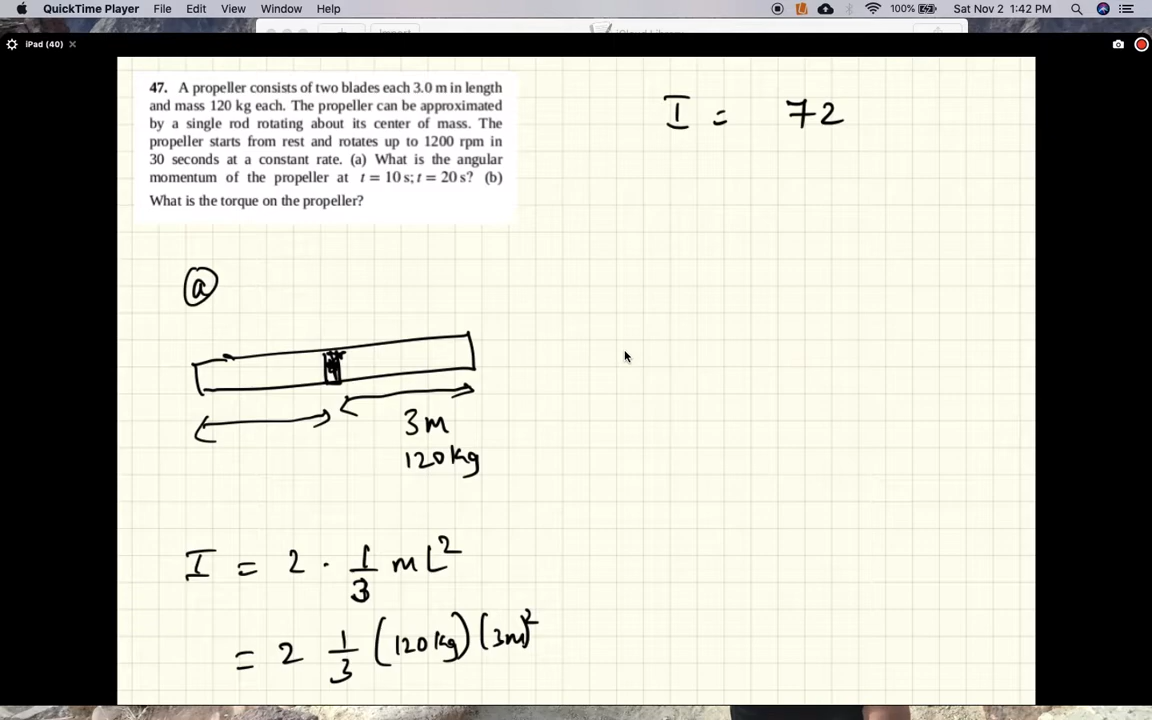 QuickTime Player File Edit View Window Help 100% Sat Nov 2 1:42 PM
iPad (40)
47. A propeller consists of two blades each 3.0 m in length
and mass 120 kg each. The propeller can be approximated
by a single rod rotating about its center of mass. The
propeller starts from rest and rotates up to 1200 rpm in
30 seconds at a constant rate. (a) What is the angular
momentum of the propeller at t = 10 s; t = 20 s? (b)
What is the torque on the propeller?
I = 72
a
3m
120kg
I = 2 · 1/3 mL²
= 2 1/3 (120kg)(3m)²